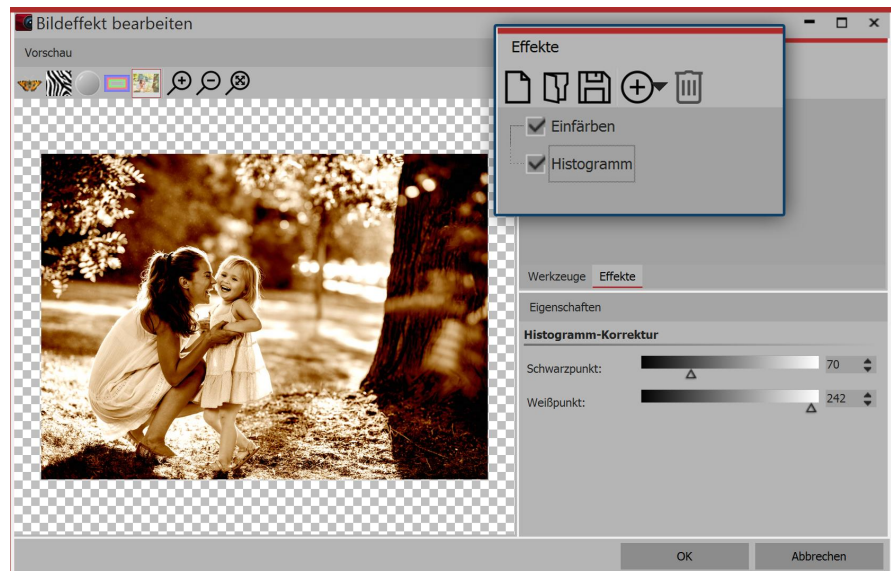 Bildeffekt bearbeiten
Vorschau
Effekte
Einfärben
Histogramm
Werkzeuge Effekte
Eigenschaften
Histogramm-Korrektur
Schwarzpunkt: 70
Weißpunkt: 242
OK Abbrechen